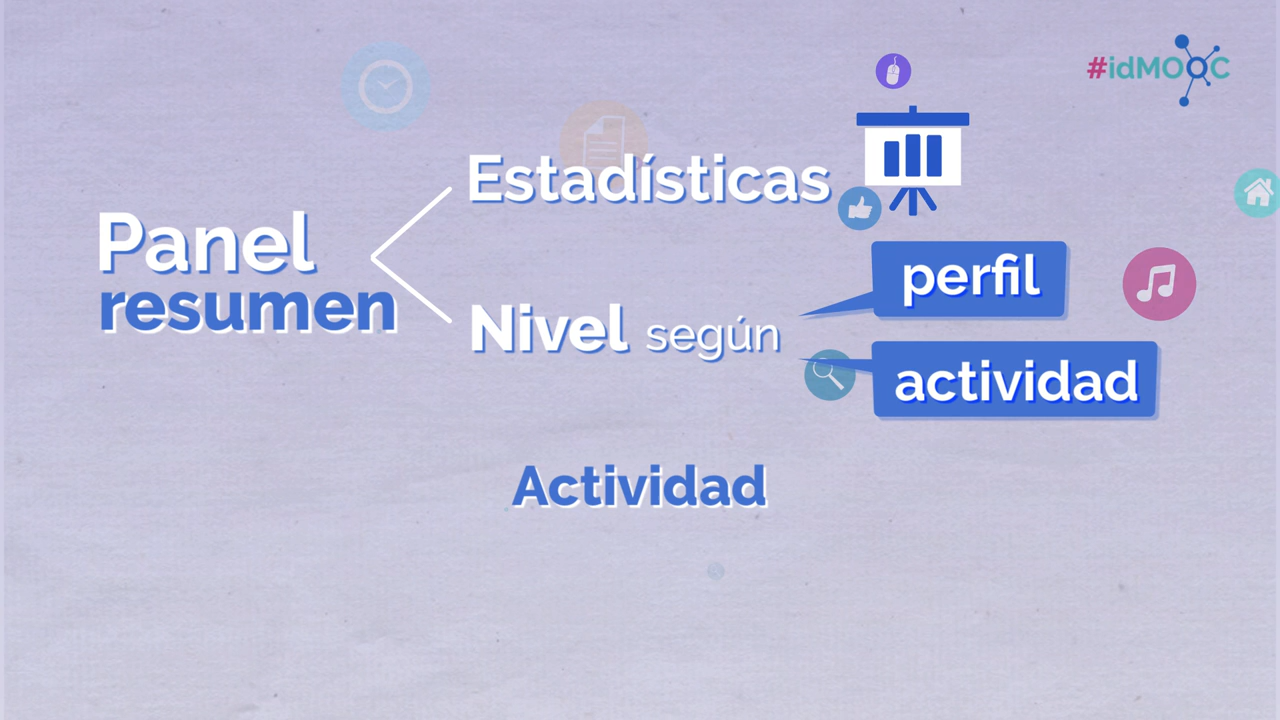 #idMOOC
Panel
resumen
Estadísticas
Nivel según
perfil
actividad
Actividad